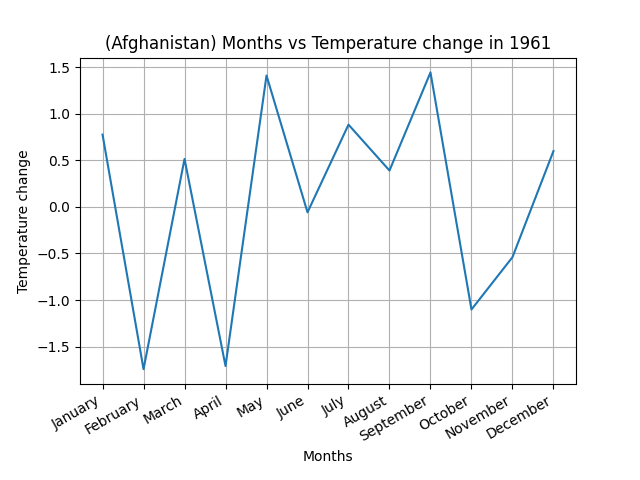 (Afghanistan) Months vs Temperature change in 1961
1.5
1.0
0.5
0.0
−0.5
−1.0
−1.5
Temperature change
January
February
March
April
May
June
July
August
September
October
November
December
Months